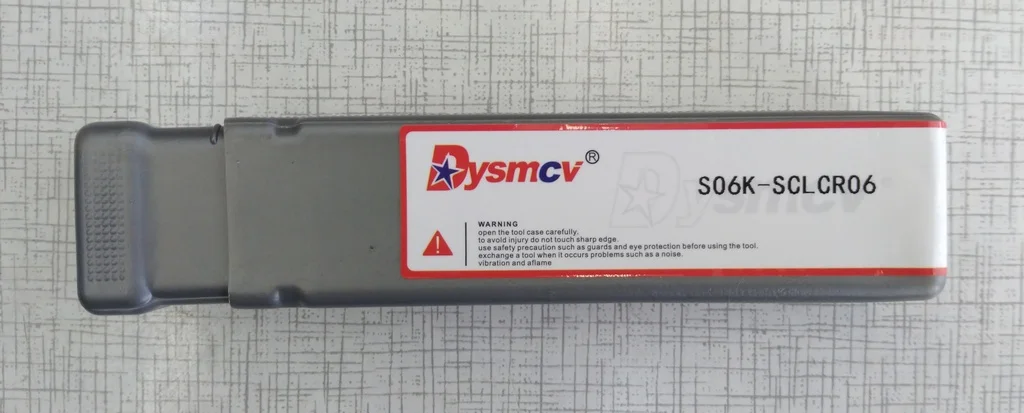 Dysmcv®
S06K-SCLCR06
Dysmcv
WARNING
open the tool case carefully,
to avoid injury do not touch sharp edge.
use safety precaution such as guards and eye protection before using the tool.
exchange a tool when it occurs problems such as a noise.
vibration and aflame